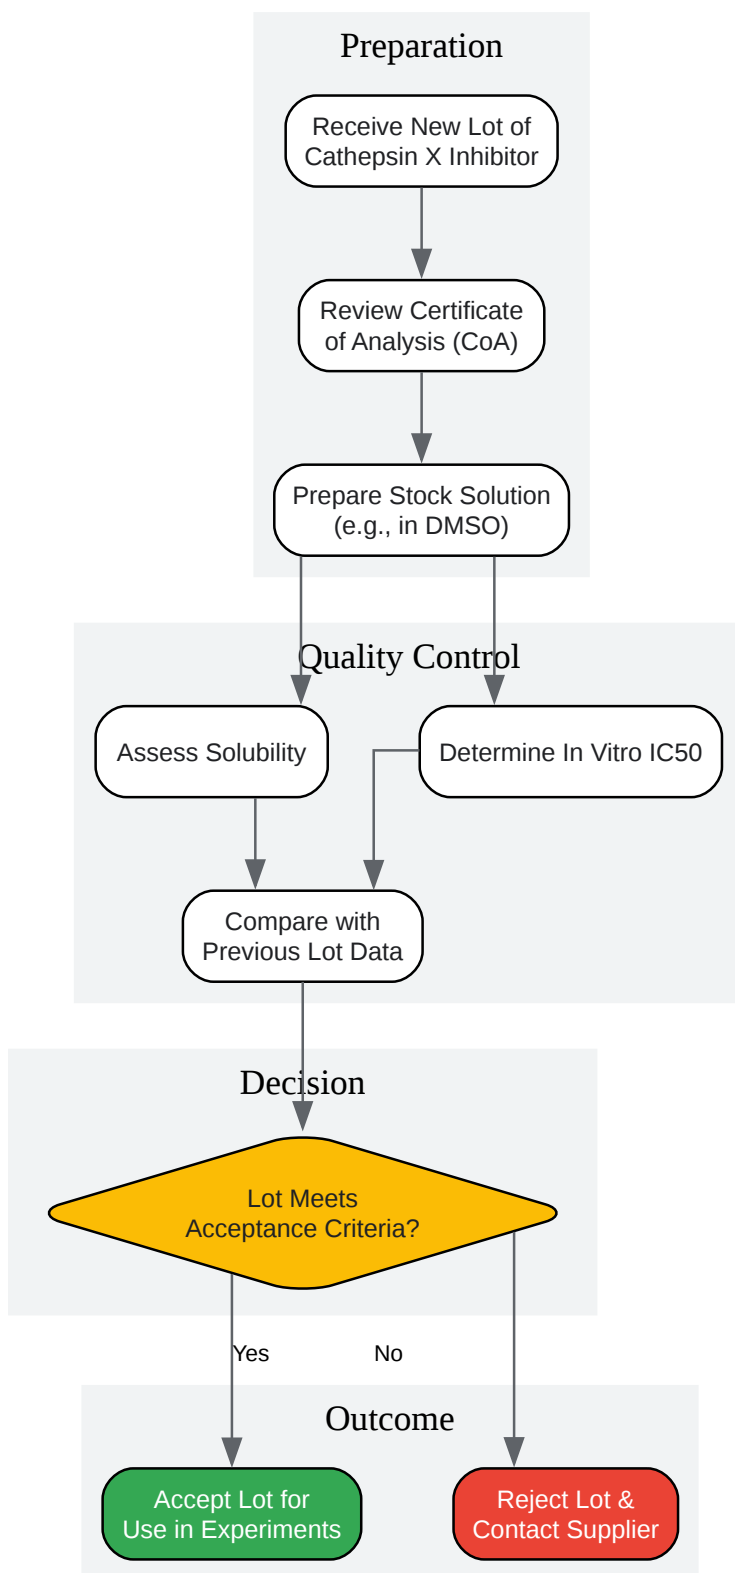 Preparation
Receive New Lot of
Cathepsin X Inhibitor
Review Certificate
of Analysis (CoA)
Prepare Stock Solution
(e.g., in DMSO)
Quality Control
Assess Solubility
Determine In Vitro IC50
Compare with
Previous Lot Data
Decision
Lot Meets
Acceptance Criteria?
Yes
No
Outcome
Accept Lot for
Use in Experiments
Reject Lot &
Contact Supplier